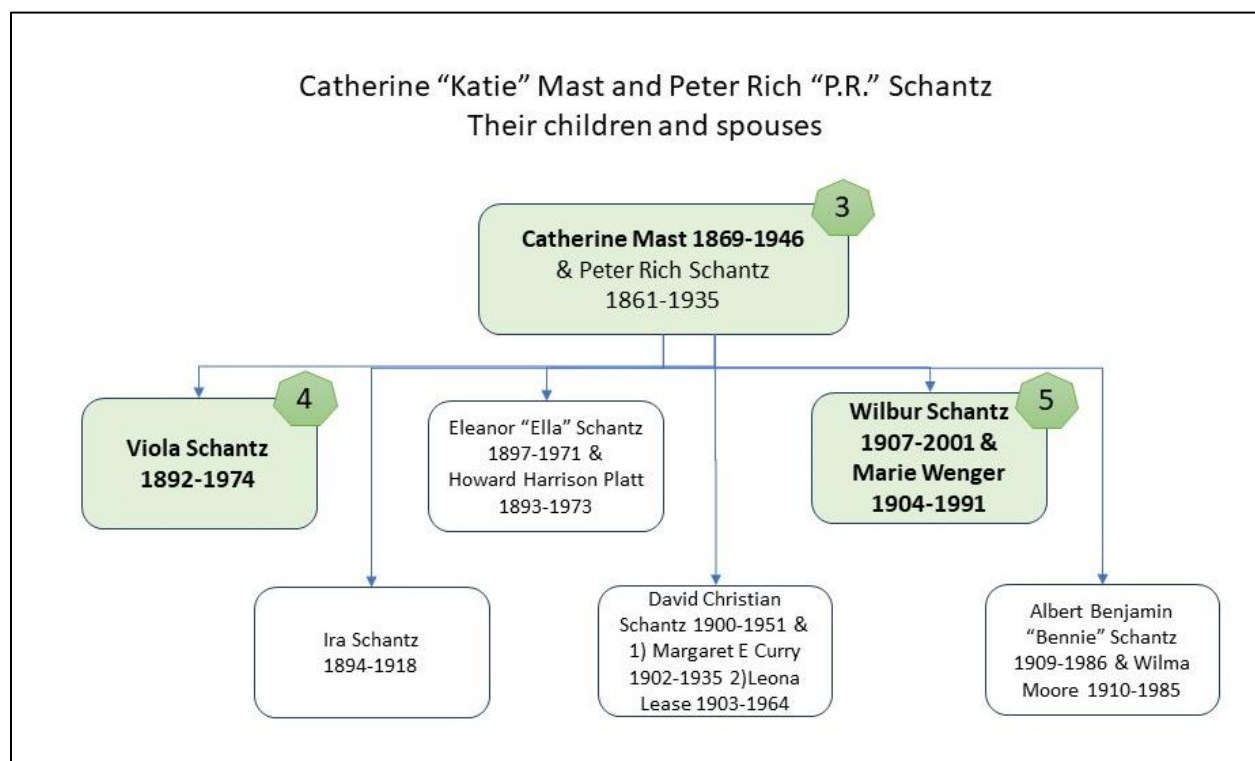 Catherine “Katie” Mast and Peter Rich “P.R.” Schantz
Their children and spouses
3
Catherine Mast 1869-1946
& Peter Rich Schantz
1861-1935
4
Viola Schantz
1892-1974
Eleanor “Ella” Schantz
1897-1971 &
Howard Harrison Platt
1893-1973
5
Wilbur Schantz
1907-2001 &
Marie Wenger
1904-1991
Ira Schantz
1894-1918
David Christian
Schantz 1900-1951 &
1) Margaret E Curry
1902-1935 2)Leona
Lease 1903-1964
Albert Benjamin
“Bennie” Schantz
1909-1986 & Wilma
Moore 1910-1985